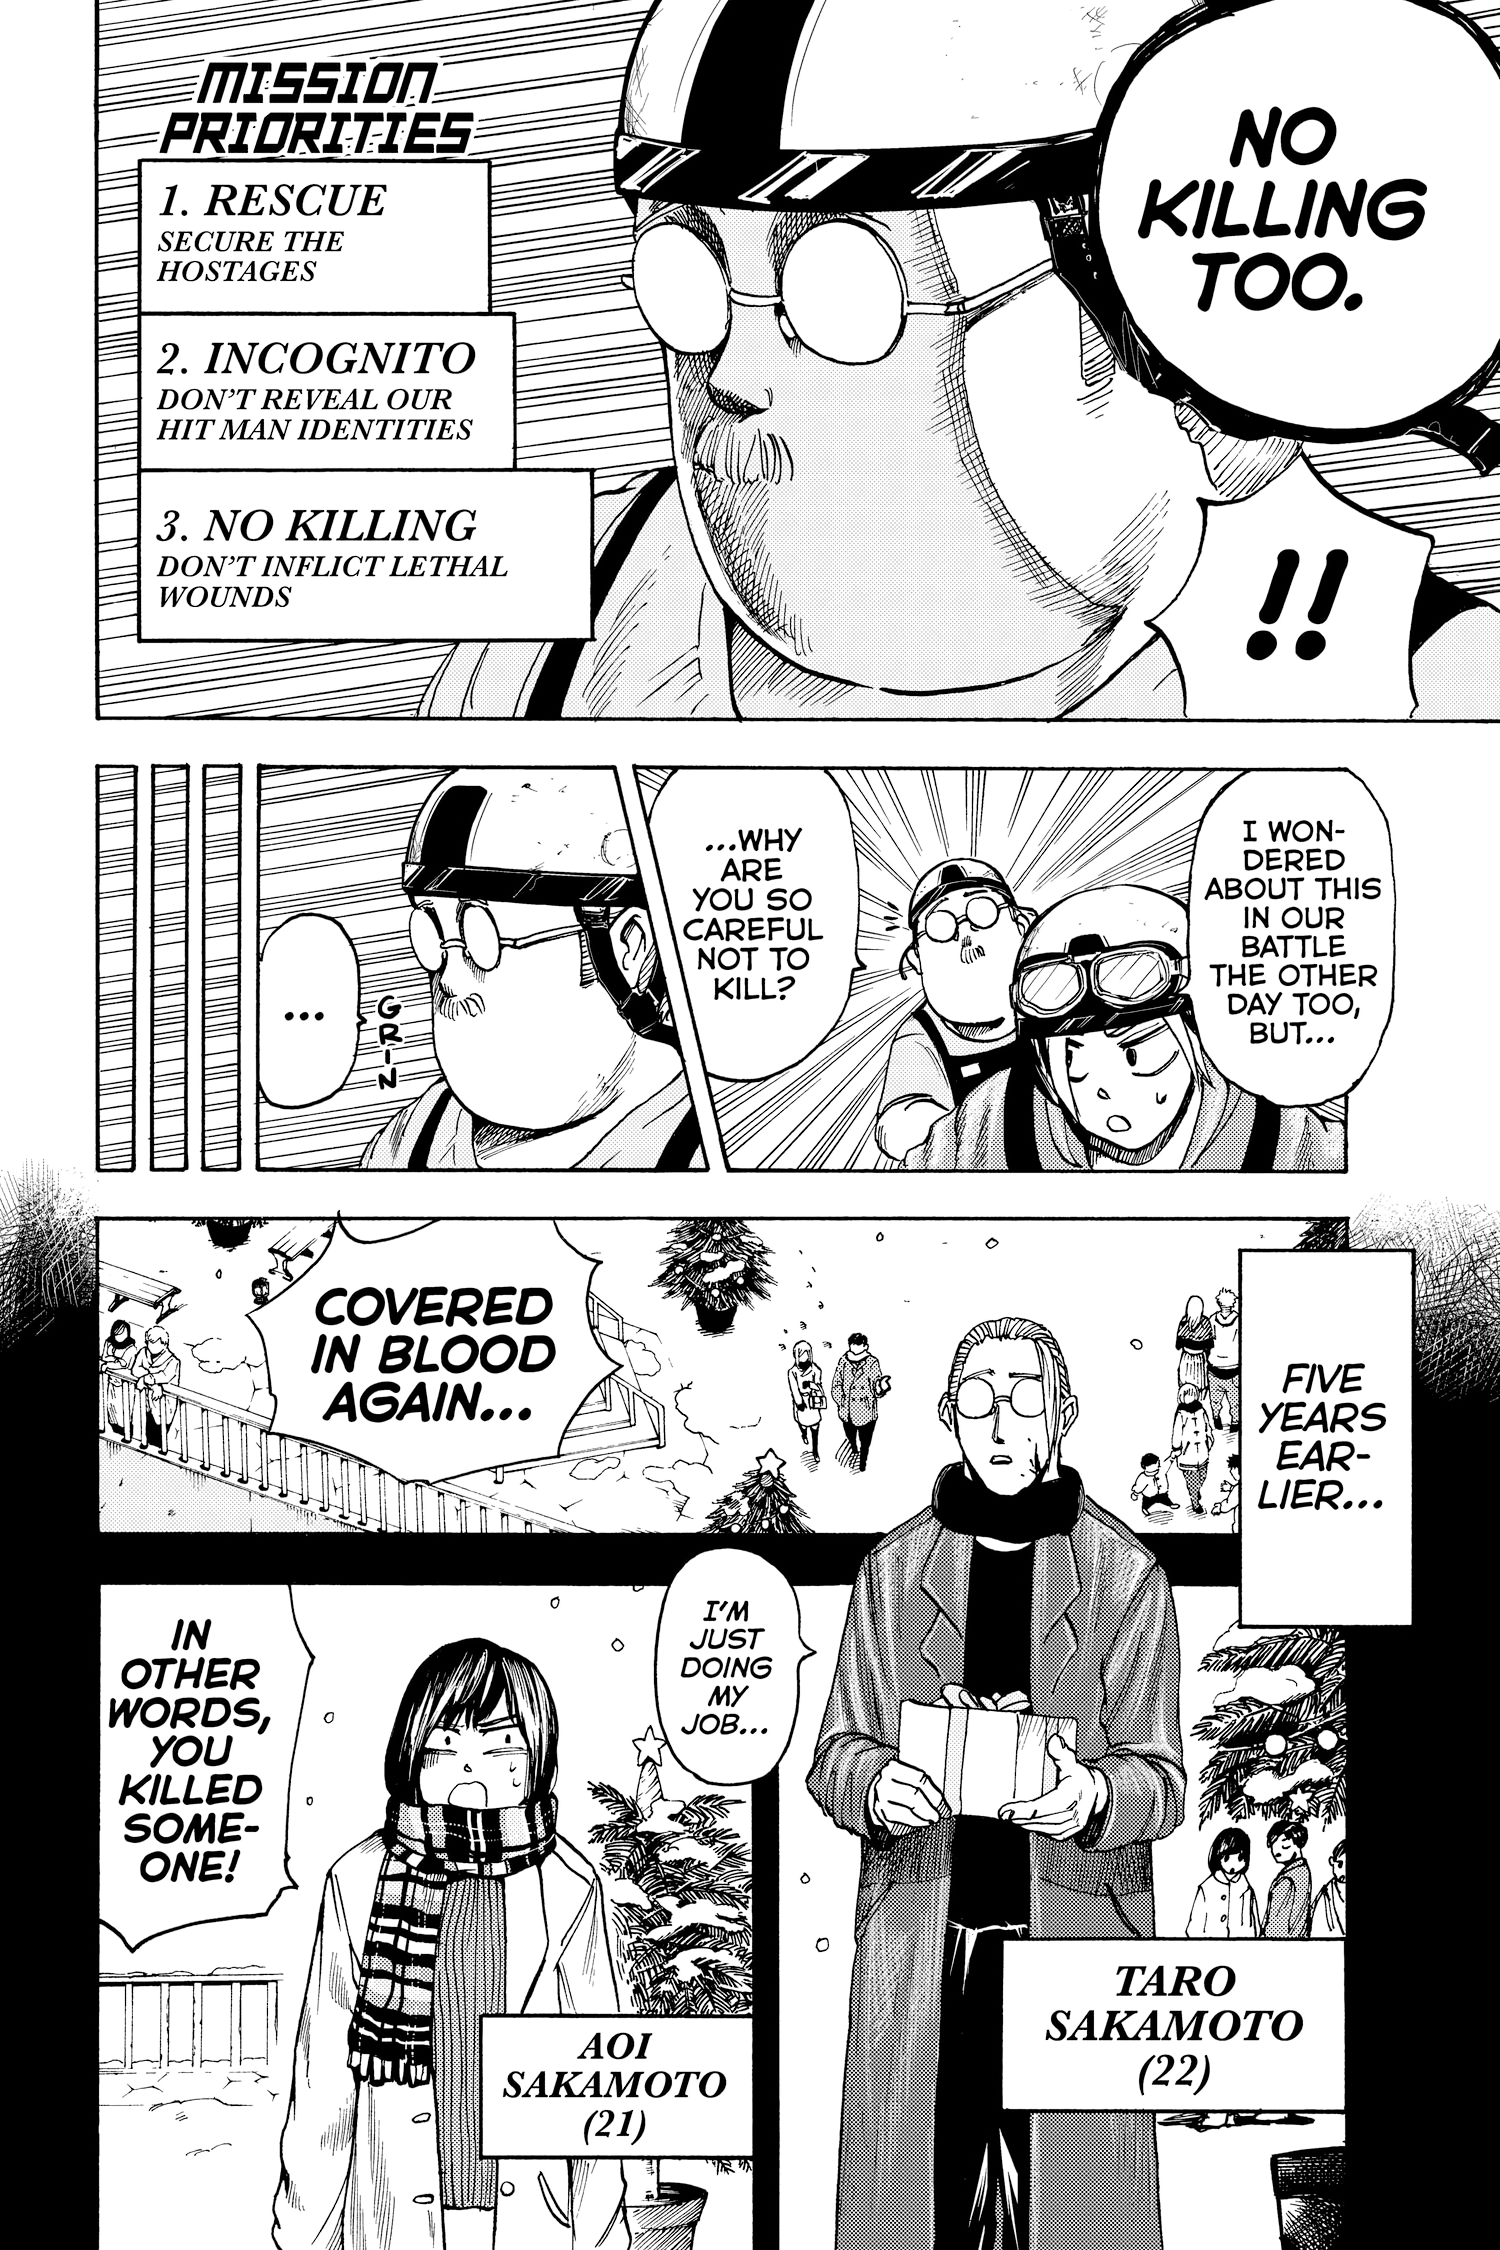 NO
KILLING
TOO.
MISSION
PRIORITIES
1. RESCUE
SECURE THE
HOSTAGES
2. INCOGNITO
DON'T REVEAL OUR
HIT MAN IDENTITIES
3. NO KILLING
DON'T INFLICT LETHAL
WOUNDS
!!
I WON-
DERED
ABOUT THIS
IN OUR
BATTLE
THE OTHER
DAY TOO,
BUT...
...WHY
ARE
YOU SO
CAREFUL
NOT TO
KILL?
GRIN
...
FIVE
YEARS
EAR-
LIER...
COVERED
IN BLOOD
AGAIN...
I'M
JUST
DOING
MY
JOB...
TARO
SAKAMOTO
(22)
IN
OTHER
WORDS,
YOU
KILLED
SOME-
ONE!
AOI
SAKAMOTO
(21)